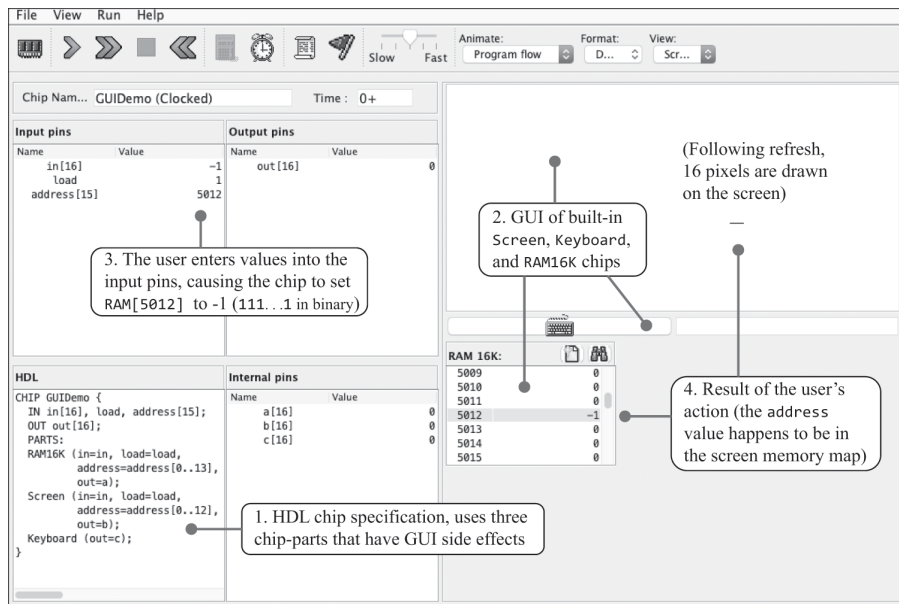 File View Run Help
Slow Fast
Animate:
Program flow
Format:
D...
View:
Scr...
Chip Nam... GUIDemo (Clocked)
Time : 0+
Input pins
Name Value
in[16] -1
load 1
address[15] 5012
Output pins
Name Value
out[16] 0
3. The user enters values into the
input pins, causing the chip to set
RAM[5012] to -1 (111...1 in binary)
(Following refresh,
16 pixels are drawn
on the screen)
2. GUI of built-in
Screen, Keyboard,
and RAM16K chips
HDL
CHIP GUIDemo {
IN in[16], load, address[15];
OUT out[16];
PARTS:
RAM16K (in=in, load=load,
address=address[0..13],
out=a);
Screen (in=in, load=load,
address=address[0..12],
out=b);
Keyboard (out=c);
}
Internal pins
Name Value
a[16] 0
b[16] 0
c[16] 0
RAM 16K:
5009 0
5010 0
5011 0
5012 -1
5013 0
5014 0
5015 0
4. Result of the user's
action (the address
value happens to be in
the screen memory map)
1. HDL chip specification, uses three
chip-parts that have GUI side effects